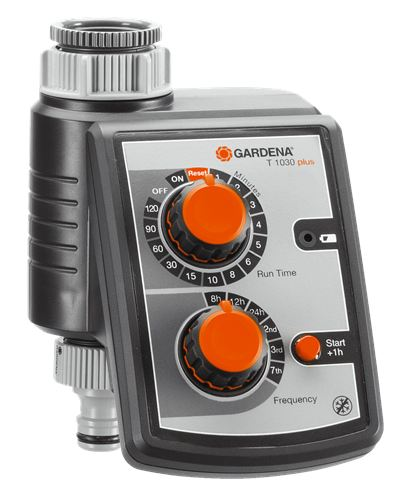 GARDENA®
T 1030 plus
Reset
ON
OFF
120
90
60
30
15
10
8
6
5
4
3
2
1
Minutes
Run Time
8h
12h
24h
2nd
3rd
7th
Start
+1h
Frequency